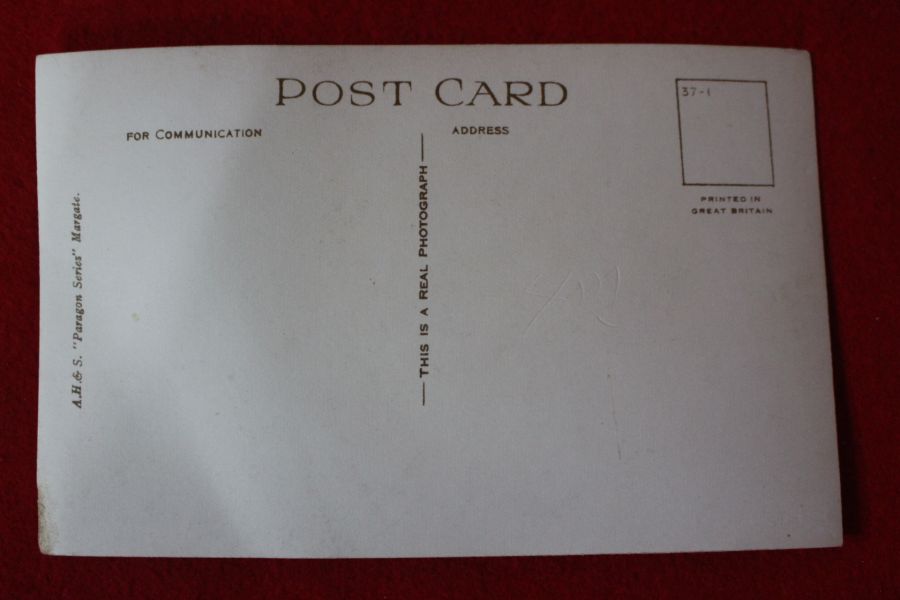 POST CARD
FOR COMMUNICATION
ADDRESS
37-1
PRINTED IN
GREAT BRITAIN
THIS IS A REAL PHOTOGRAPH
A.H.& S. "Paragon Series" Margate.